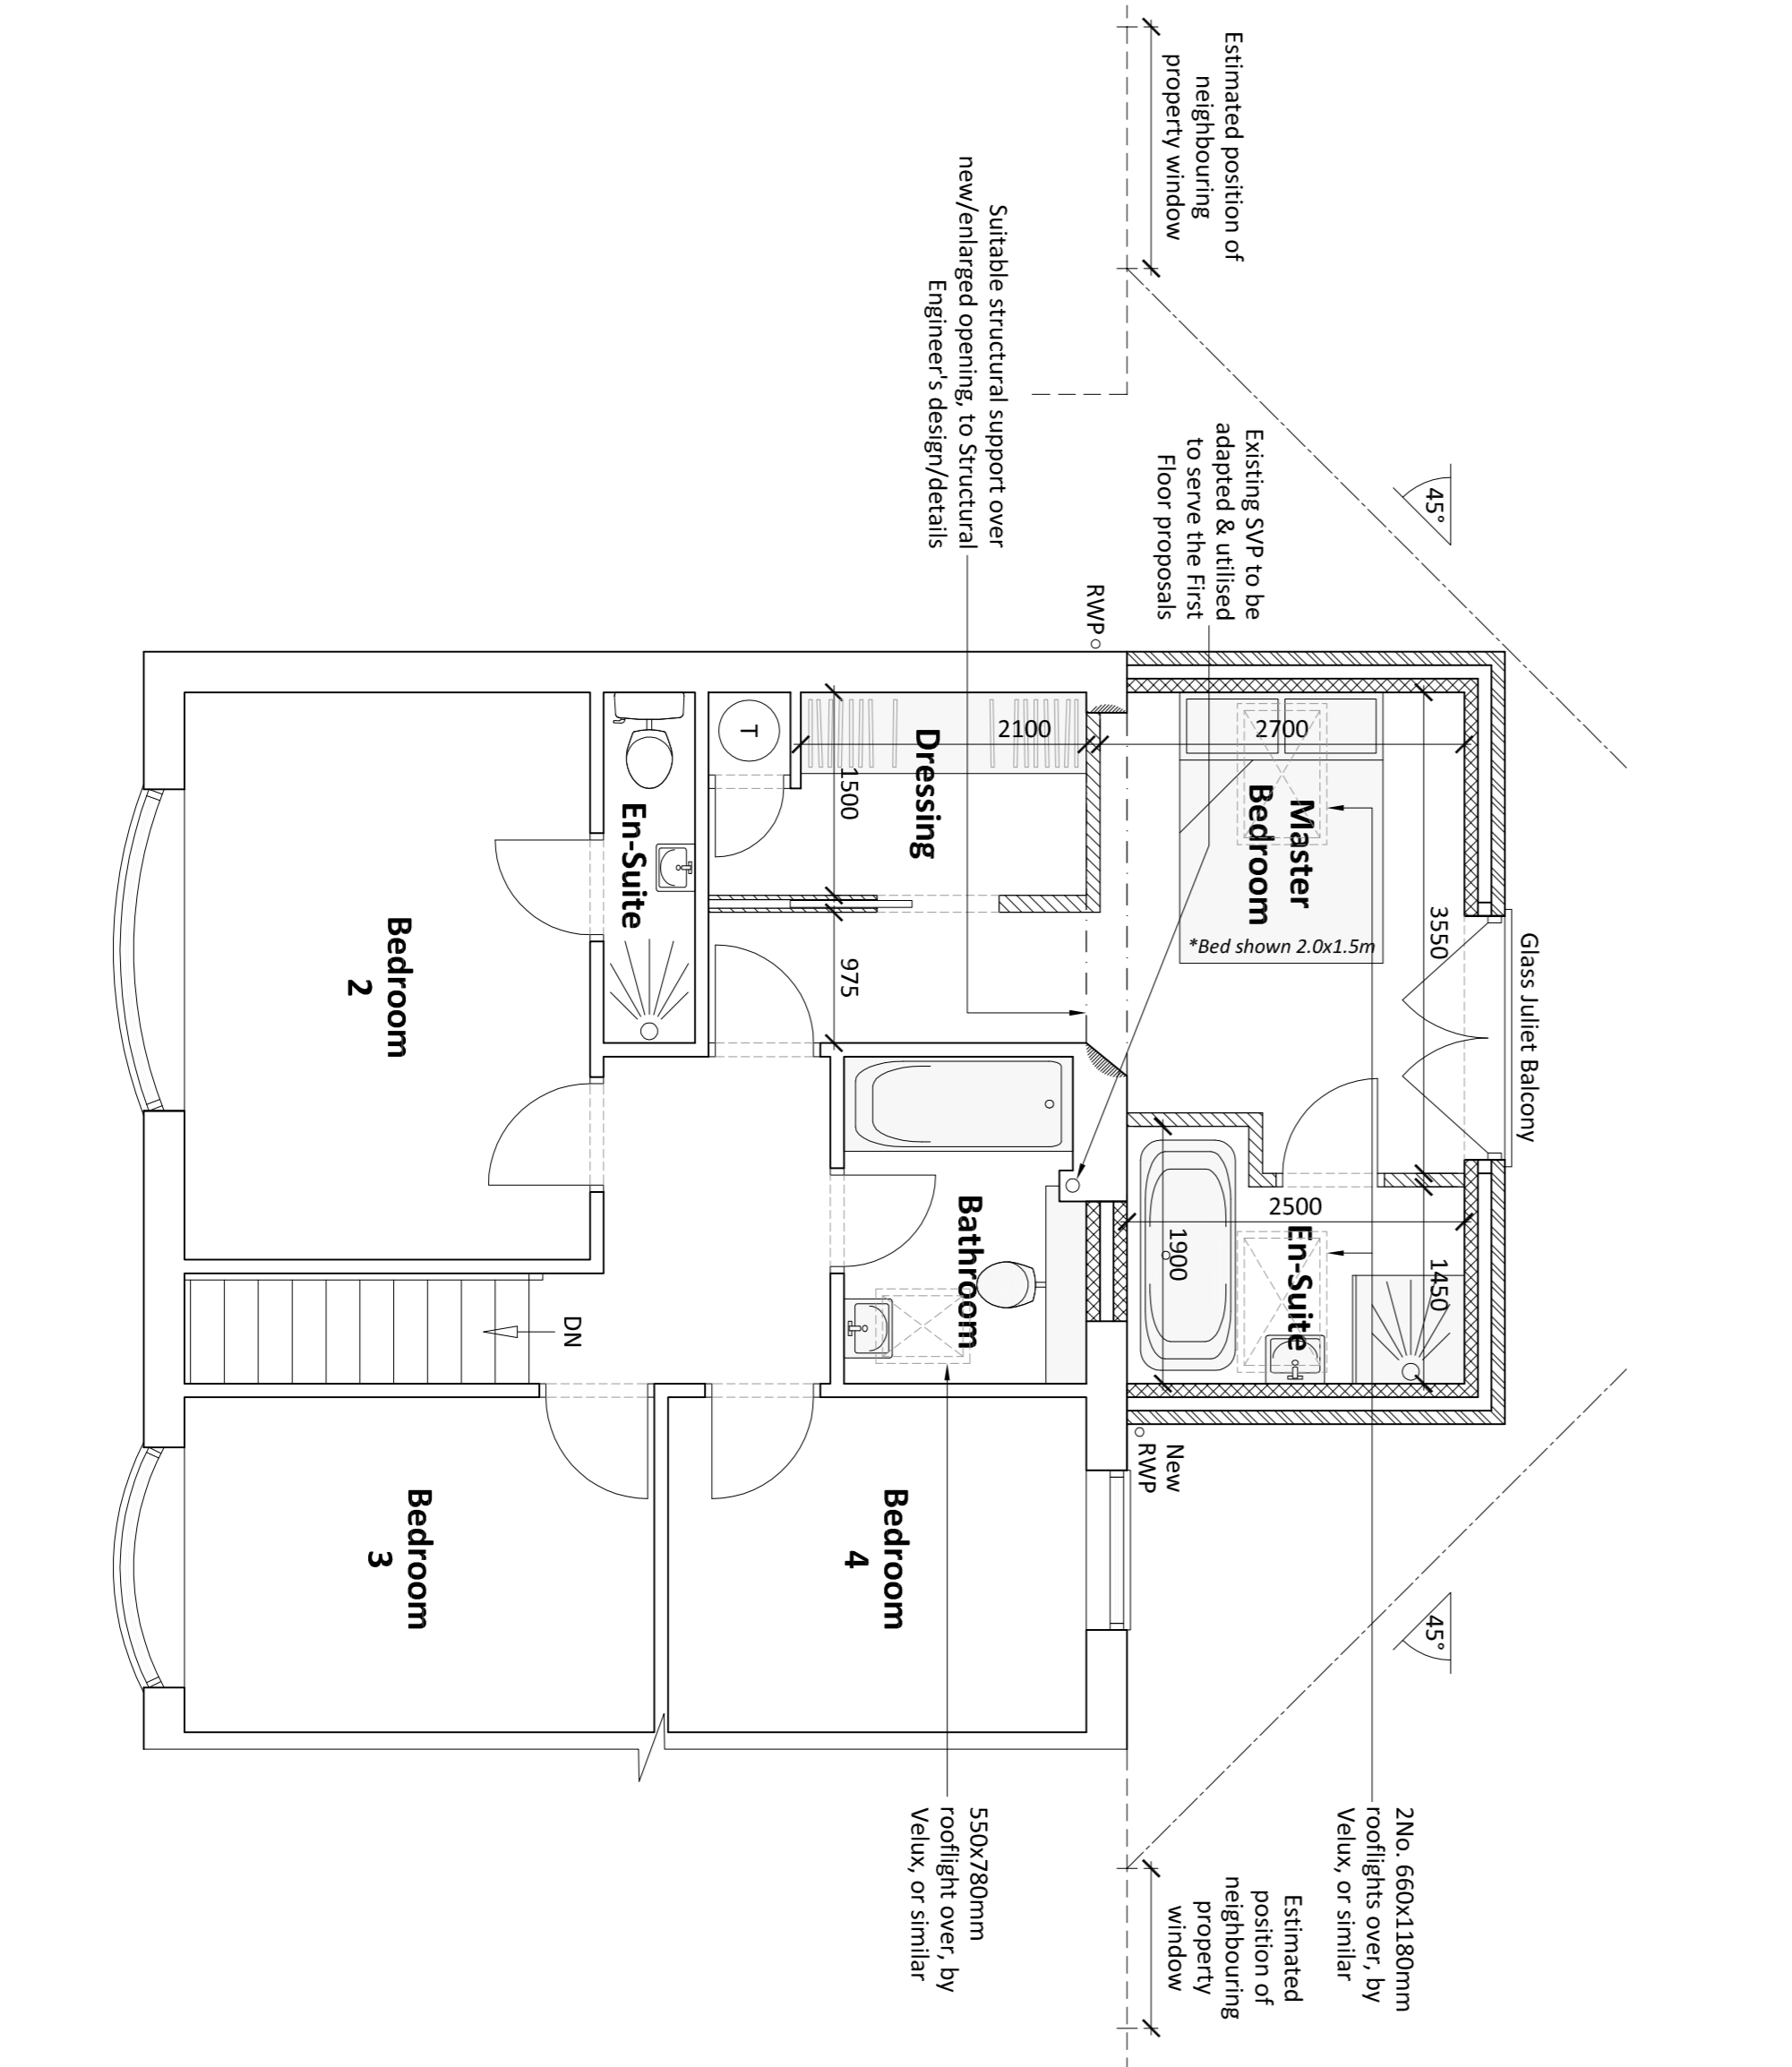 Glass Juliet Balcony
45°
45°
Estimated position of
neighbouring
property window
Existing SVP to be
adapted & utilised
to serve the First
Floor proposals
Suitable structural support over
new/enlarged opening, to Structural
Engineer's design/details
RWP
2700
3550
Master
Bedroom
*Bed shown 2.0x1.5m
2500
1450
En-Suite
1900
2No. 660x1180mm
rooflights over, by
Velux, or similar
Estimated
position of
neighbouring
property
window
New
RWP
2100
Dressing
1500
975
T
Bathroom
550x780mm
rooflight over, by
Velux, or similar
En-Suite
DN
Bedroom
2
Bedroom
3
Bedroom
4